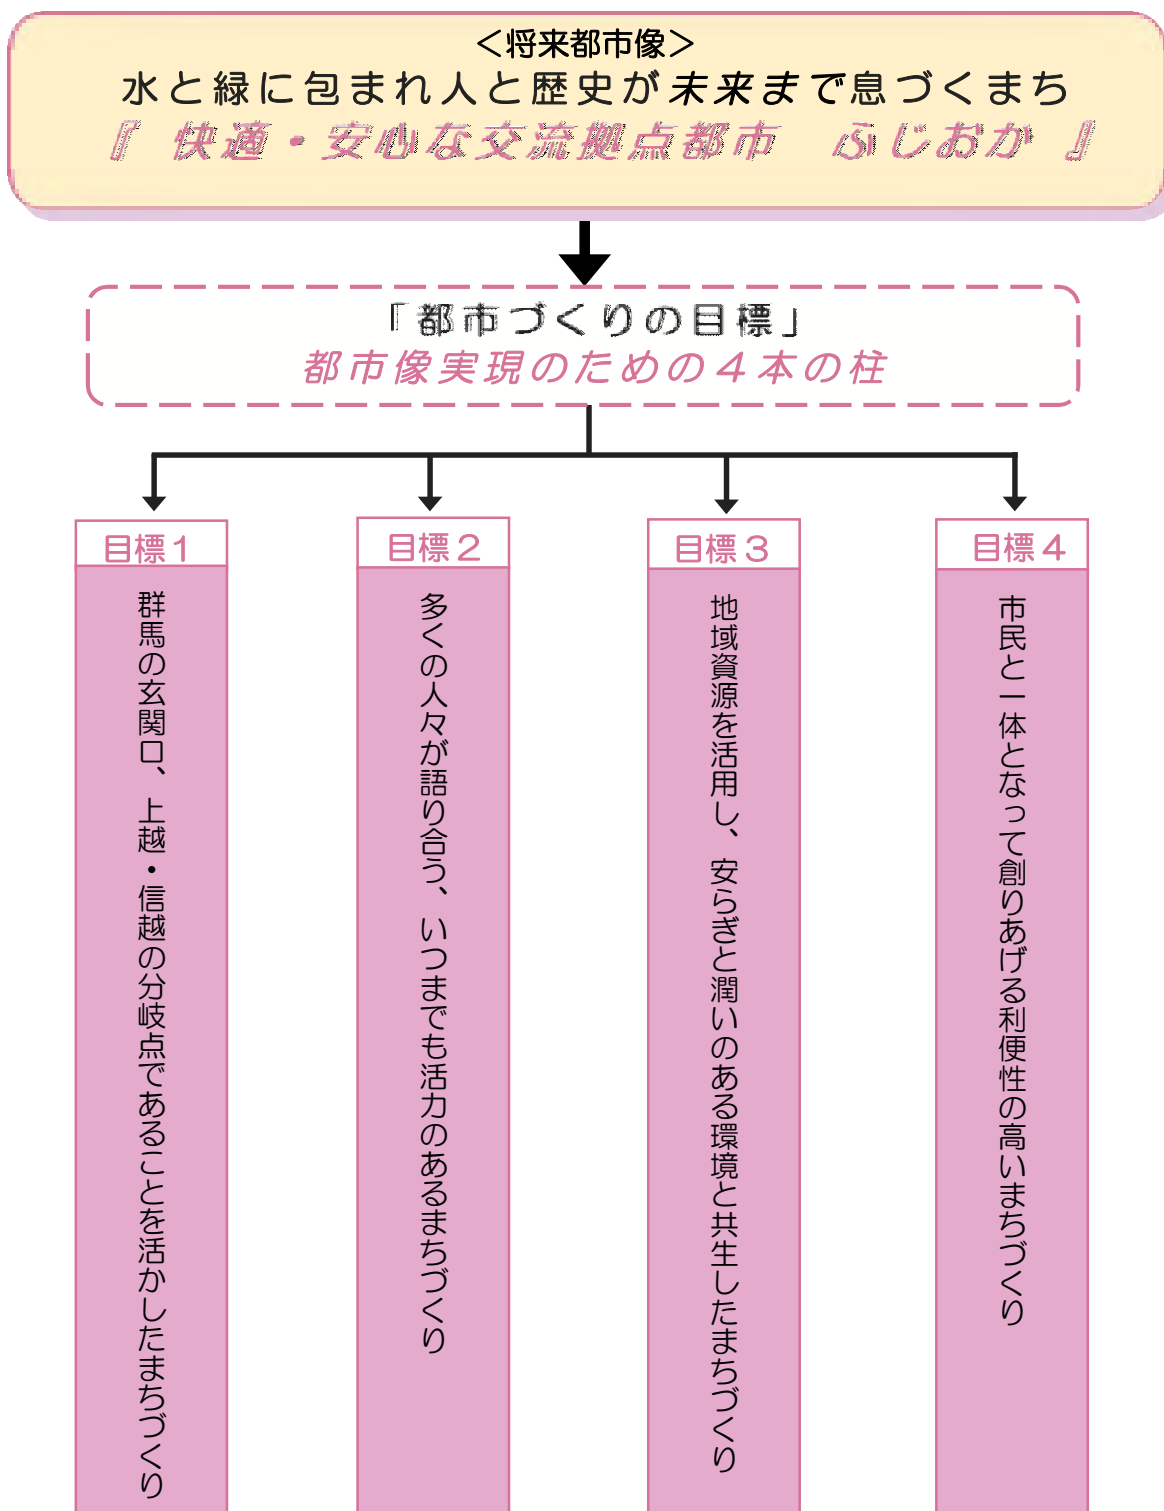 ＜将来都市像＞
水と緑に包まれ人と歴史が未来まで息づくまち
『 快適・安心な交流拠点都市　ふじおか 』
「都市づくりの目標」
都市像実現のための４本の柱
目標１
群馬の玄関口、上越・信越の分岐点であることを活かしたまちづくり
目標２
多くの人々が語り合う、いつまでも活力のあるまちづくり
目標３
地域資源を活用し、安らぎと潤いのある環境と共生したまちづくり
目標４
市民と一体となって創りあげる利便性の高いまちづくり